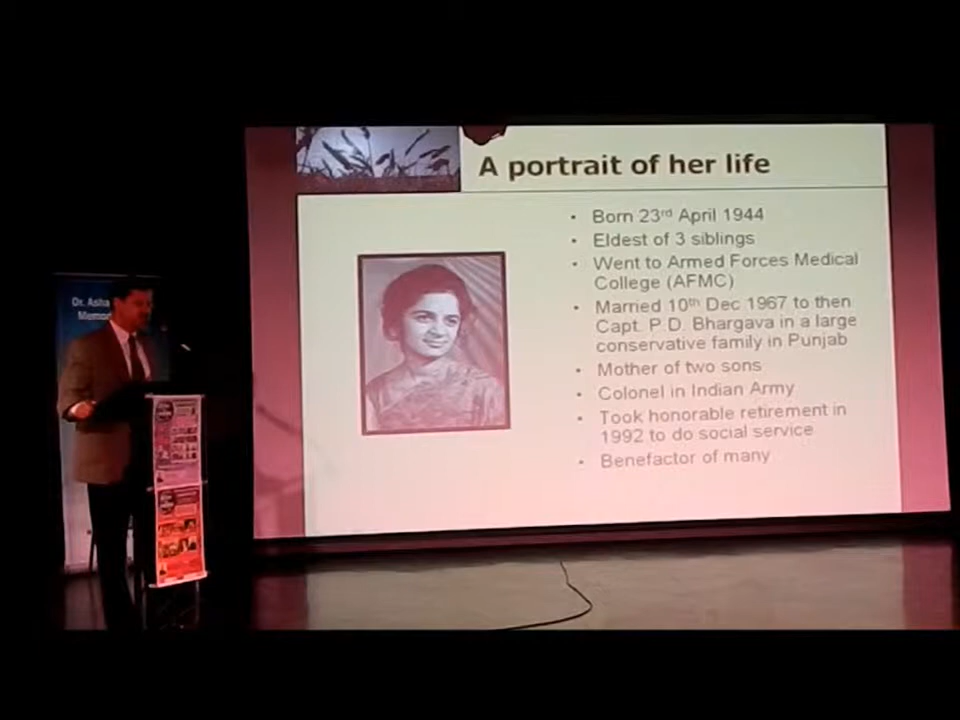 A portrait of her life
• Born 23rd April 1944
• Eldest of 3 siblings
• Went to Armed Forces Medical
College (AFMC)
• Married 10th Dec 1967 to then
Capt. P.D. Bhargava in a large
conservative family in Punjab
• Mother of two sons
• Colonel in Indian Army
• Took honorable retirement in
1992 to do social service
• Benefactor of many
Dr. Asha